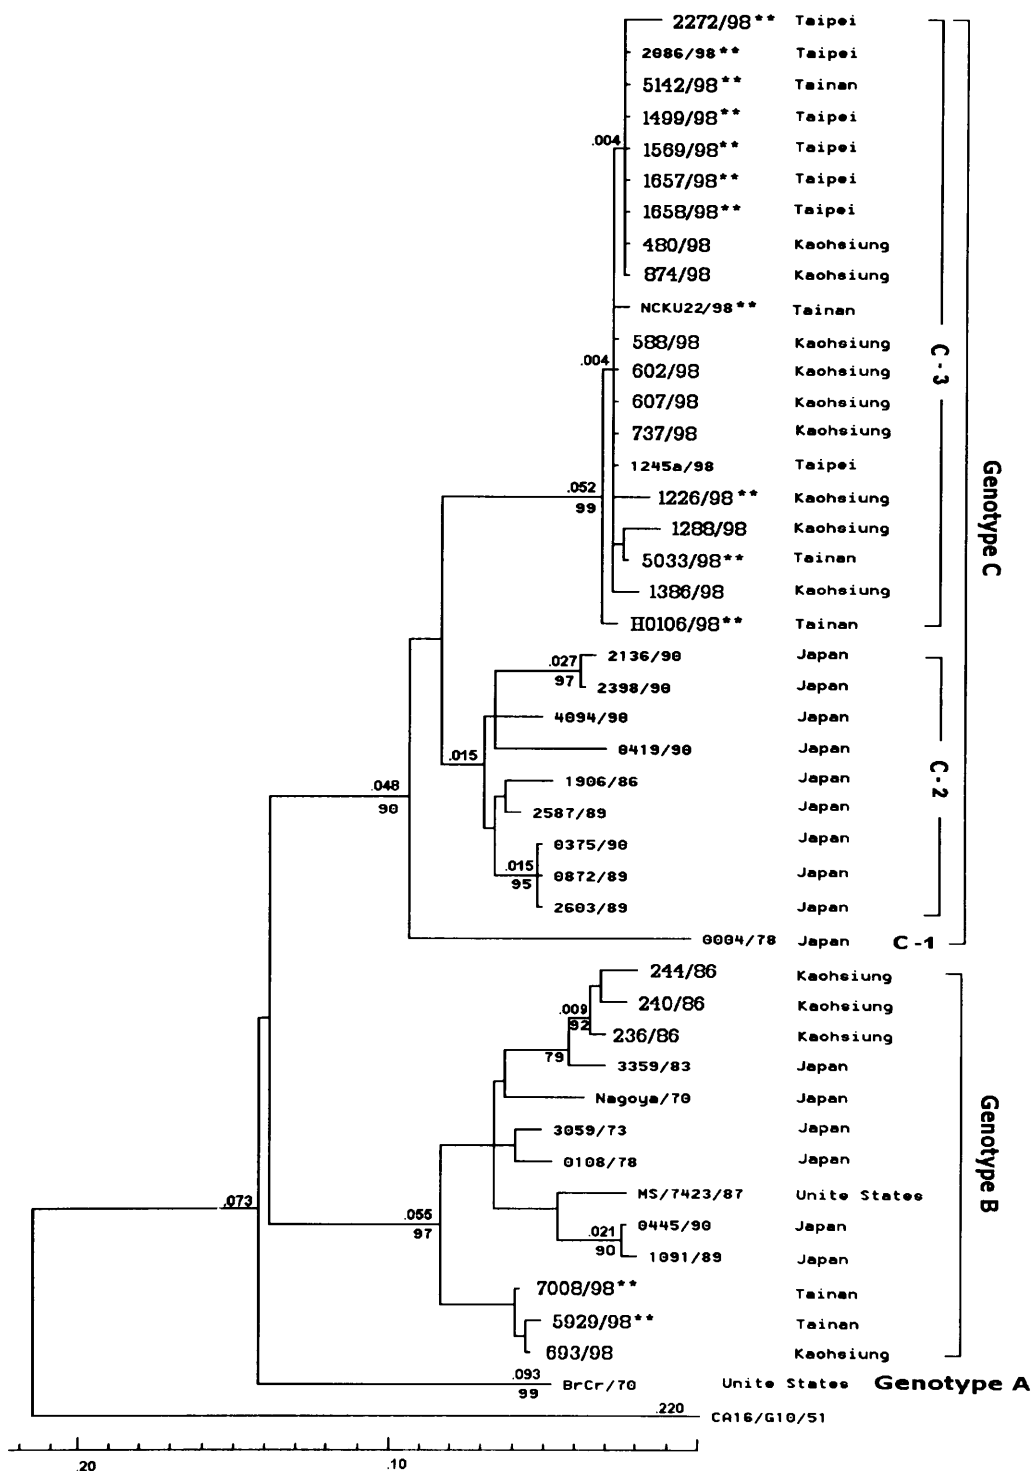 2272/98** Taipei
2086/98** Taipei
5142/98** Tainan
1499/98** Taipei
.004 1569/98** Taipei
1657/98** Taipei
1658/98** Taipei
480/98 Kaohsiung
874/98 Kaohsiung
NCKU22/98** Tainan
588/98 Kaohsiung
.004 602/98 Kaohsiung
C-3
607/98 Kaohsiung
737/98 Kaohsiung
1245a/98 Taipei
.052
99
1226/98** Kaohsiung
Genotype C
1288/98 Kaohsiung
5033/98** Tainan
1386/98 Kaohsiung
H0106/98** Tainan
2136/90 Japan
.027
97
2398/90 Japan
4094/90 Japan
0419/90 Japan
.015
1906/86 Japan
C-2
.048
90
2587/89 Japan
0375/90 Japan
.015
95
0872/89 Japan
2603/89 Japan
0004/78 Japan C-1
244/86 Kaohsiung
240/86 Kaohsiung
.009
92
236/86 Kaohsiung
79
3359/83 Japan
Nagoya/70 Japan
3059/73 Japan
Genotype B
0108/78 Japan
MS/7423/87 Unite States
.073
.055
97
0445/90 Japan
.021
90
1091/89 Japan
7008/98** Tainan
5929/98** Tainan
693/98 Kaohsiung
.093
99
BrCr/70 Unite States Genotype A
.220
CA16/G10/51
.20 .10